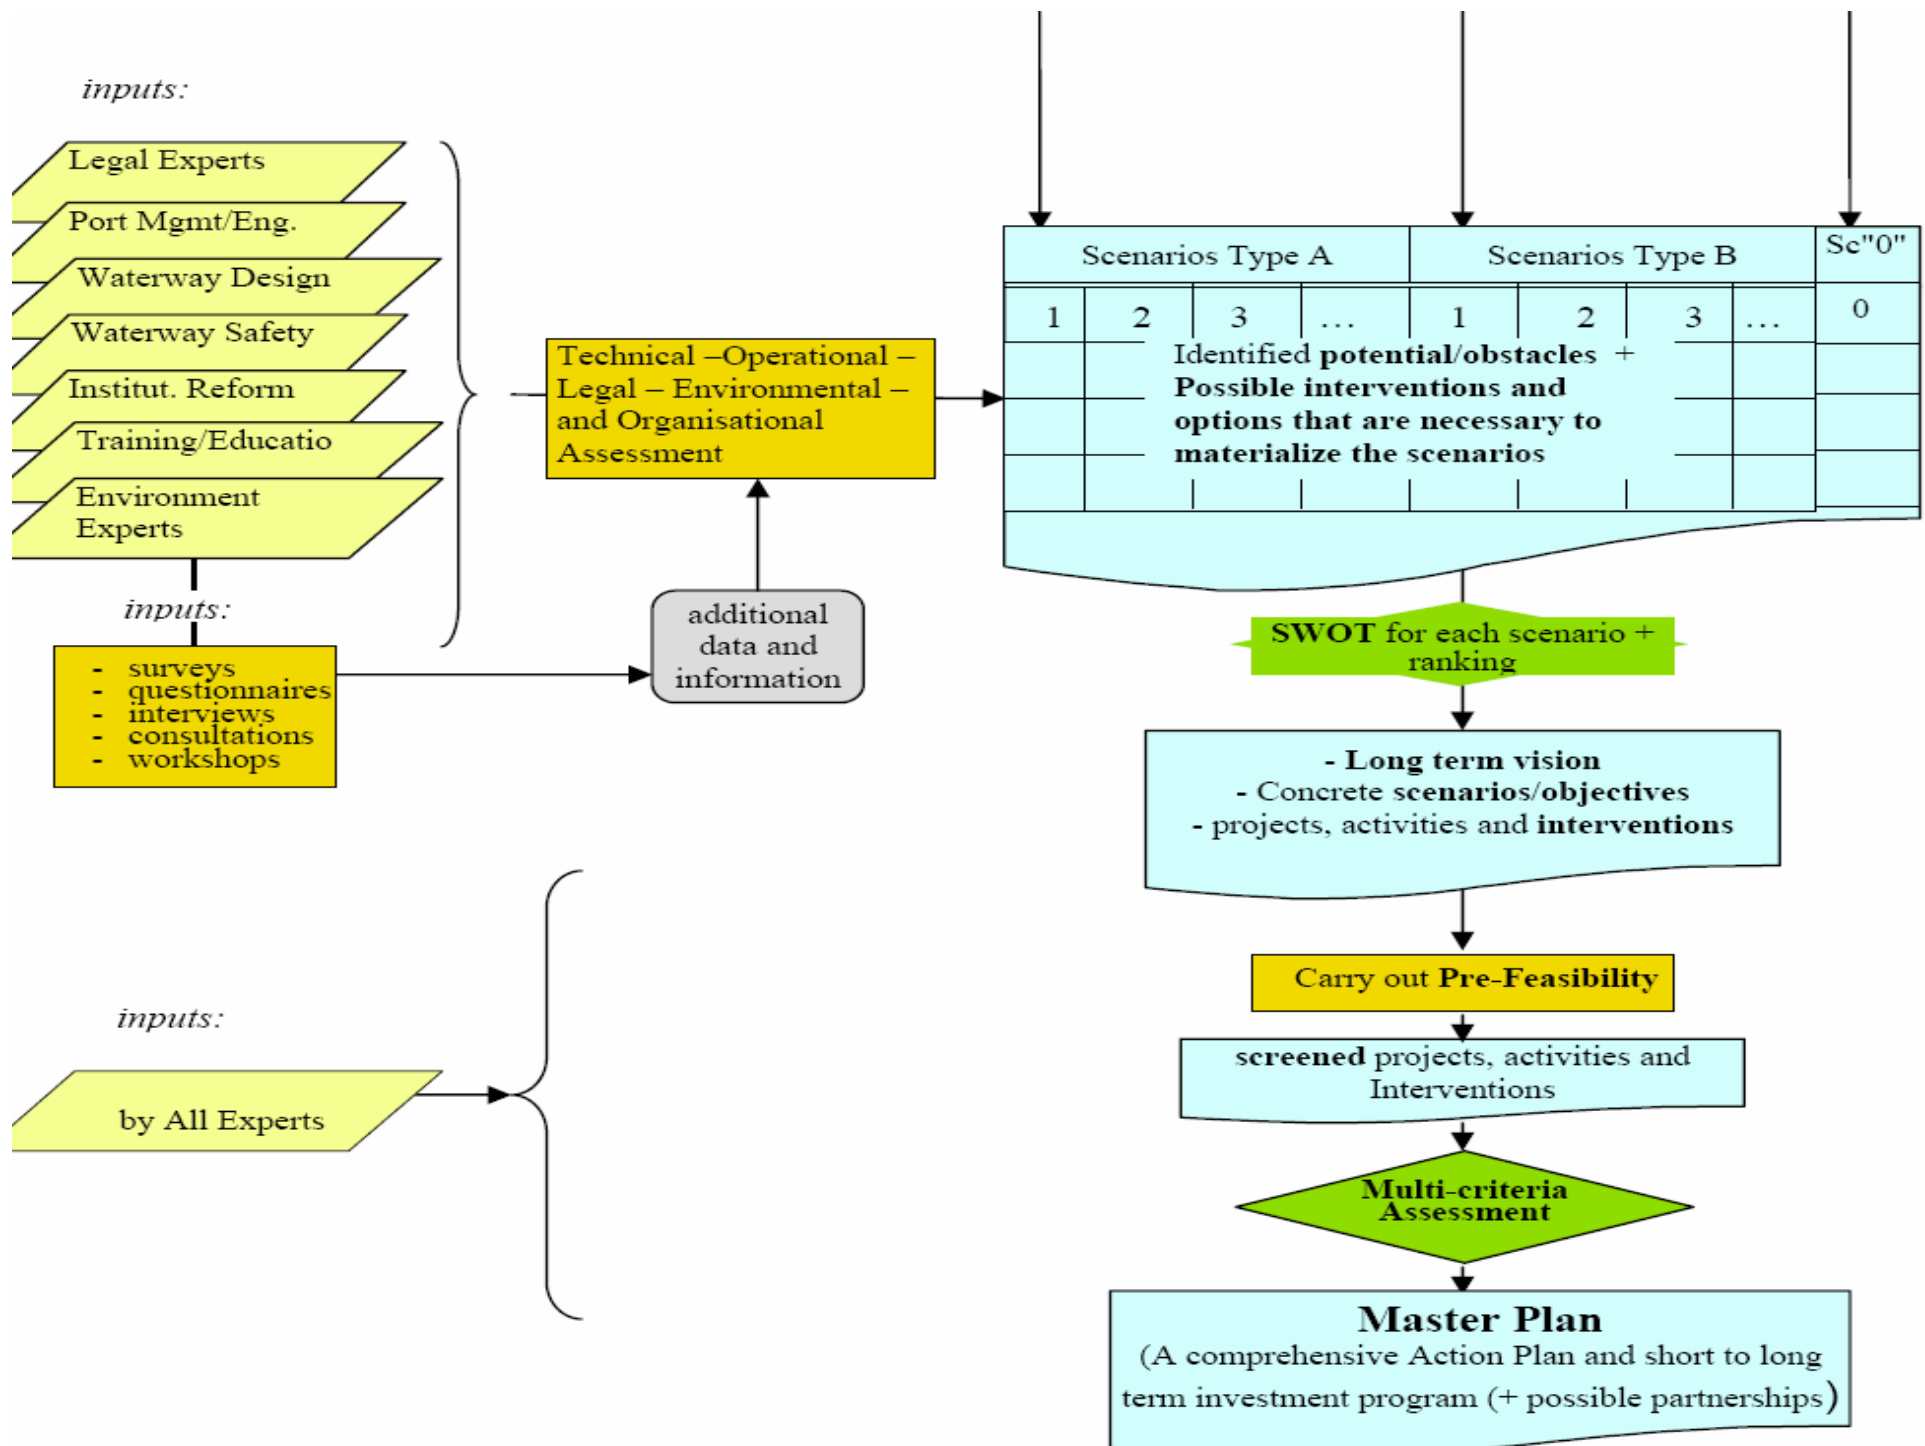 inputs:
Legal Experts
Port Mgmt/Eng.
Waterway Design
Waterway Safety
Institut. Reform
Training/Educatio
Environment
Experts
inputs:
- surveys
- questionnaires
- interviews
- consultations
- workshops
Technical –Operational –
Legal – Environmental –
and Organisational
Assessment
additional
data and
information
Scenarios Type A Scenarios Type B Sc"0"
1 2 3 ... 1 2 3 ... 0
Identified potential/obstacles +
Possible interventions and
options that are necessary to
materialize the scenarios
SWOT for each scenario +
ranking
- Long term vision
- Concrete scenarios/objectives
- projects, activities and interventions
Carry out Pre-Feasibility
screened projects, activities and
Interventions
Multi-criteria
Assessment
Master Plan
(A comprehensive Action Plan and short to long
term investment program (+ possible partnerships)
inputs:
by All Experts